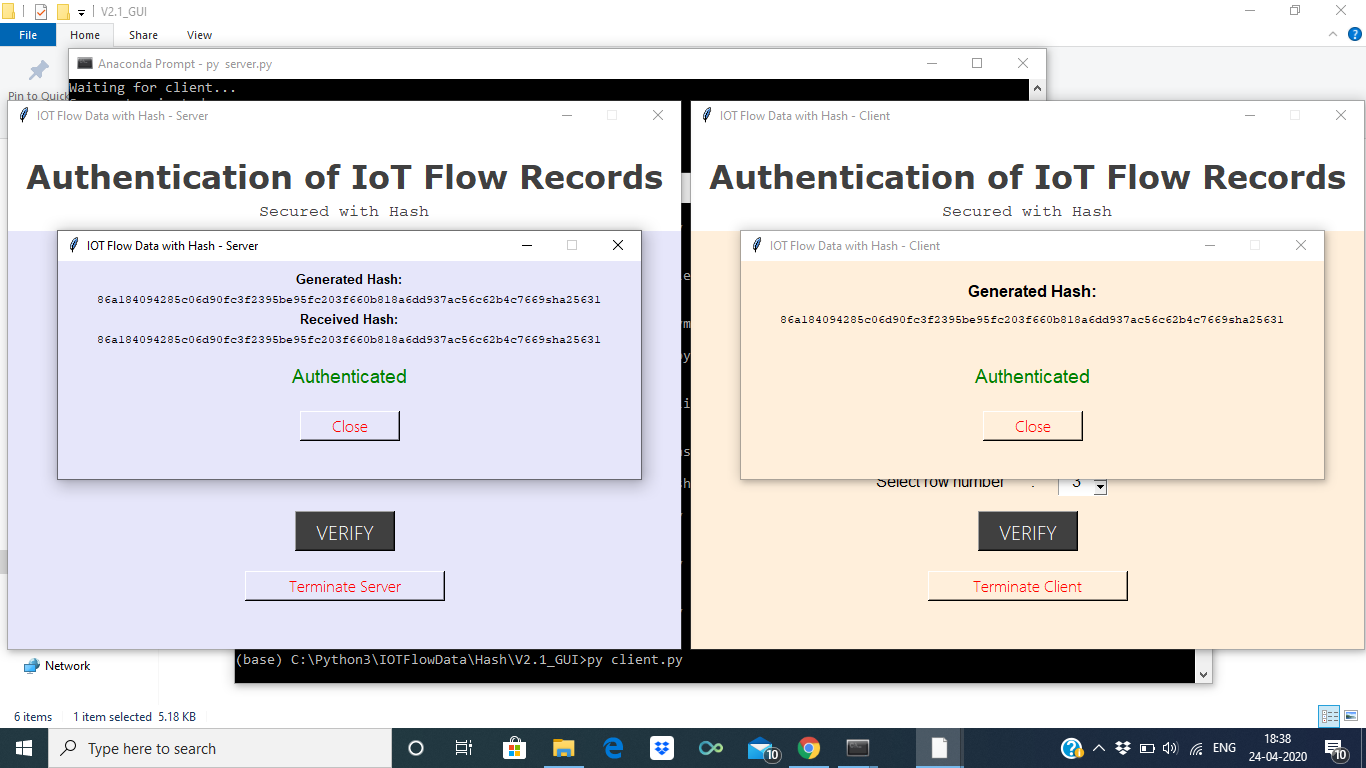 V2.1_GUI
File Home Share View
Pin to Quick
Anaconda Prompt - py server.py
Waiting for client...
IOT Flow Data with Hash - Server
Authentication of IoT Flow Records
Secured with Hash
IOT Flow Data with Hash - Server
Generated Hash:
86a184094285c06d90fc3f2395be95fc203f660b818a6dd937ac56c62b4c7669sha25631
Received Hash:
86a184094285c06d90fc3f2395be95fc203f660b818a6dd937ac56c62b4c7669sha25631
Authenticated
Close
VERIFY
Terminate Server
IOT Flow Data with Hash - Client
Authentication of IoT Flow Records
Secured with Hash
IOT Flow Data with Hash - Client
Generated Hash:
86a184094285c06d90fc3f2395be95fc203f660b818a6dd937ac56c62b4c7669sha25631
Authenticated
Close
Select row number : 3
VERIFY
Terminate Client
(base) C:\Python3\IOTFlowData\Hash\V2.1_GUI>py client.py
Network
6 items 1 item selected 5.18 KB
Type here to search
10
ENG
18:38
24-04-2020
10